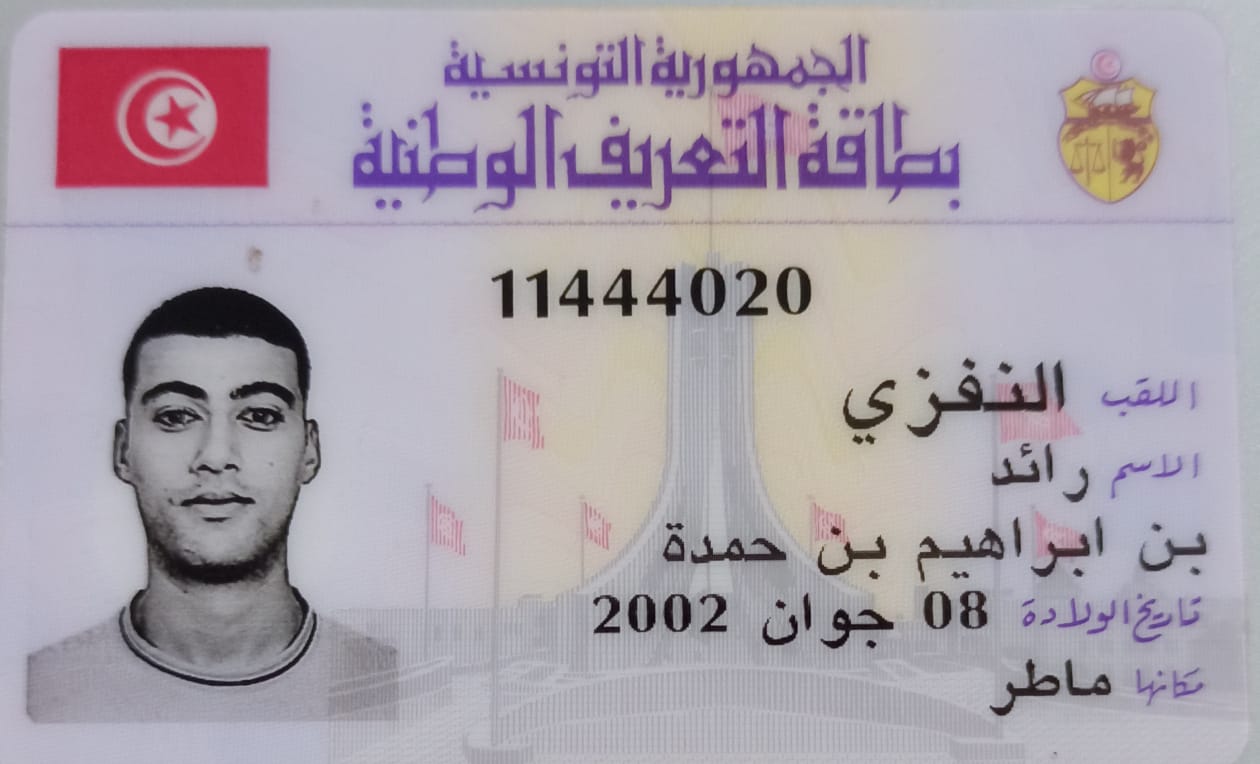 الجمهورية التونسية
بطاقة التعريف الوطنية
11444020
اللقب النفزي
الاسم رائد
بن ابراهيم بن حمدة
تاريخ الولادة 08 جوان 2002
مكانها ماطر